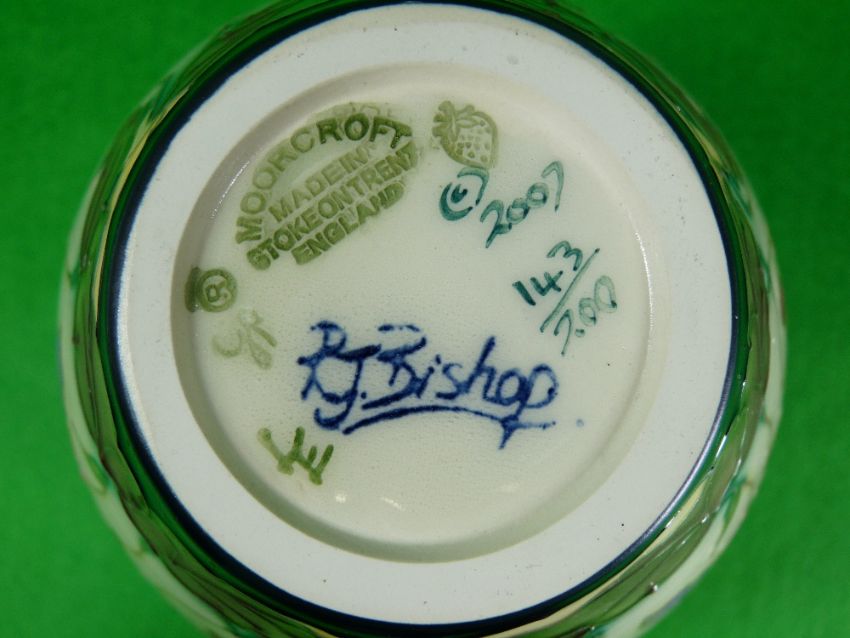 MOORCROFT
MADE IN
STOKE ON TRENT
ENGLAND
© 2007
143/200
®
R.J. Bishop